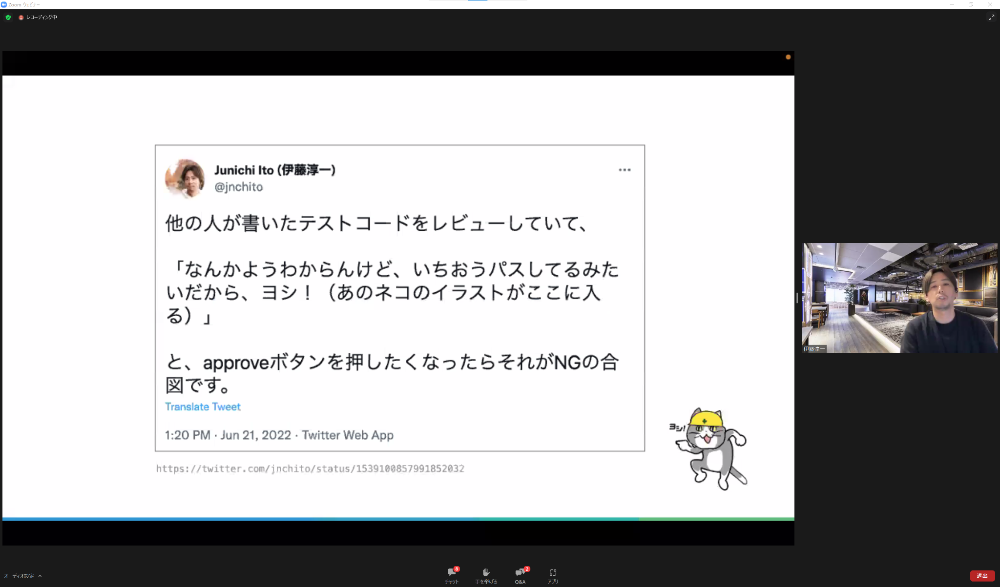 Zoom ウェビナー
レコーディング中
Junichi Ito (伊藤淳一)
@jnchito
他の人が書いたテストコードをレビューしていて、
「なんかようわからんけど、いちおうパスしてるみた
いだから、ヨシ！（あのネコのイラストがここに入
る）」
と、approveボタンを押したくなったらそれがNGの合
図です。
Translate Tweet
1:20 PM · Jun 21, 2022 · Twitter Web App
https://twitter.com/jnchito/status/1539100857991852032
ヨシ!
伊藤淳一
オーディオ設定
8
チャット
手を挙げる
2
Q&A
アプリ
退出